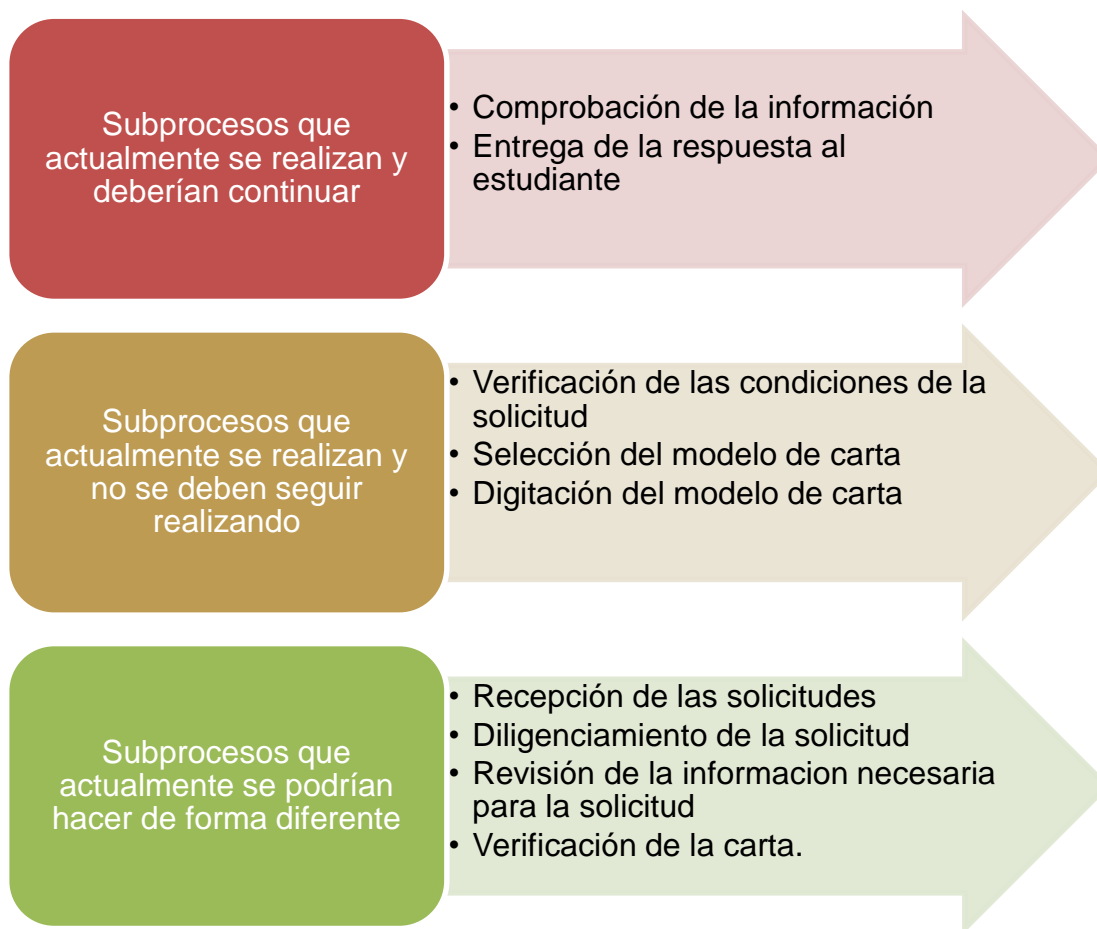 Subprocesos que
actualmente se realizan y
deberían continuar
• Comprobación de la información
• Entrega de la respuesta al
estudiante
Subprocesos que
actualmente se realizan y
no se deben seguir
realizando
• Verificación de las condiciones de la
solicitud
• Selección del modelo de carta
• Digitación del modelo de carta
Subprocesos que
actualmente se podrían
hacer de forma diferente
• Recepción de las solicitudes
• Diligenciamiento de la solicitud
• Revisión de la informacion necesaria
para la solicitud
• Verificación de la carta.